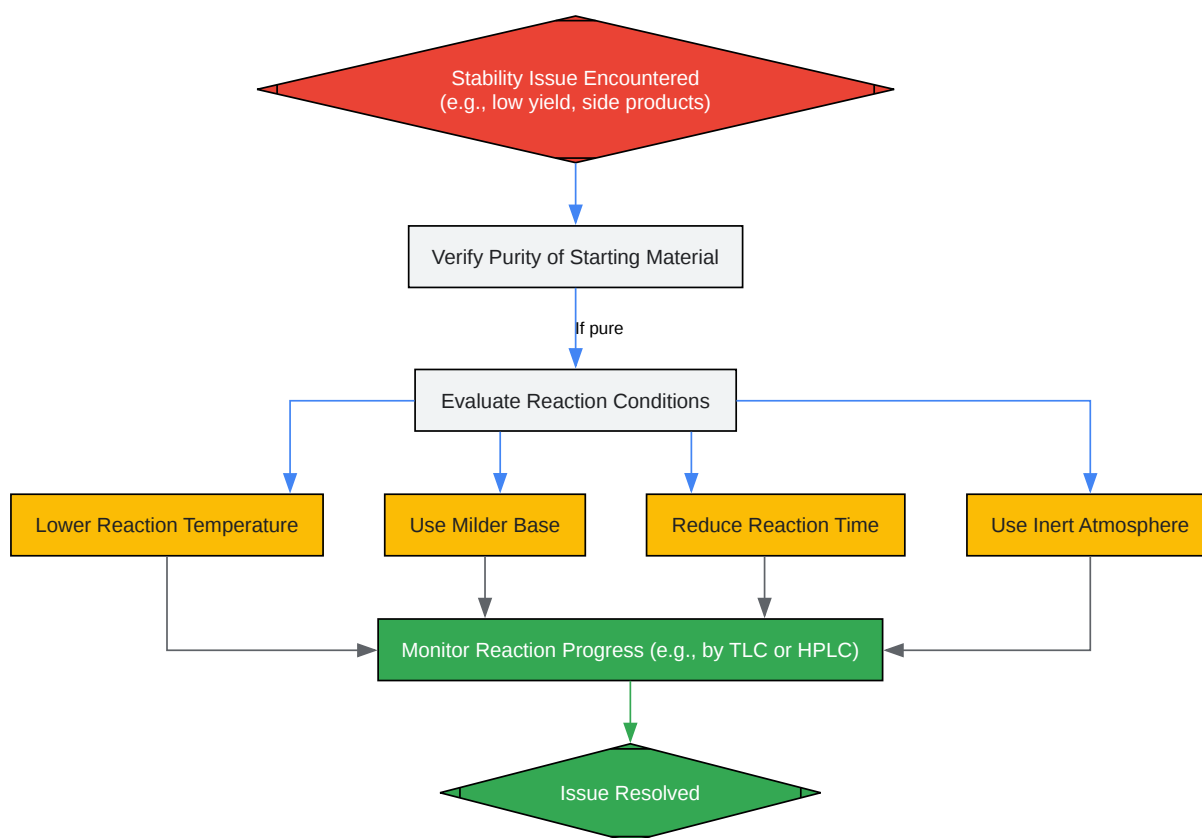 Stability Issue Encountered
(e.g., low yield, side products)
Verify Purity of Starting Material
If pure
Evaluate Reaction Conditions
Lower Reaction Temperature
Use Milder Base
Reduce Reaction Time
Use Inert Atmosphere
Monitor Reaction Progress (e.g., by TLC or HPLC)
Issue Resolved